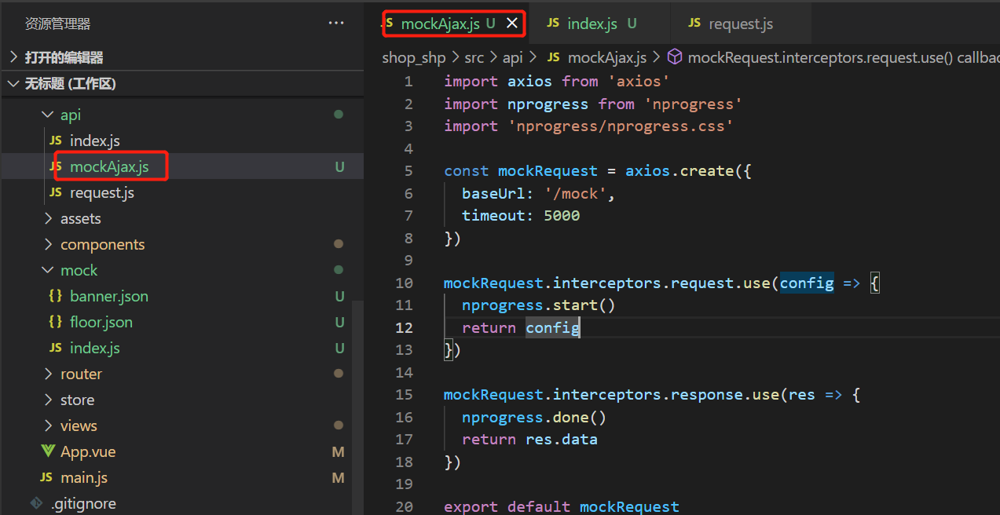 资源管理器 ···
打开的编辑器
无标题 (工作区)
api
JS index.js
JS mockAjax.js U
JS request.js
assets
components
mock
{} banner.json U
{} floor.json U
JS index.js U
router
store
views
App.vue M
JS main.js M
.gitignore
JS mockAjax.js U
JS index.js U
JS request.js
shop_shp > src > api > JS mockAjax.js > mockRequest.interceptors.request.use() callbac
1 import axios from 'axios'
2 import nprogress from 'nprogress'
3 import 'nprogress/nprogress.css'
4
5 const mockRequest = axios.create({
6   baseUrl: '/mock',
7   timeout: 5000
8 })
9
10 mockRequest.interceptors.request.use(config => {
11   nprogress.start()
12   return config
13 })
14
15 mockRequest.interceptors.response.use(res => {
16   nprogress.done()
17   return res.data
18 })
19
20 export default mockRequest